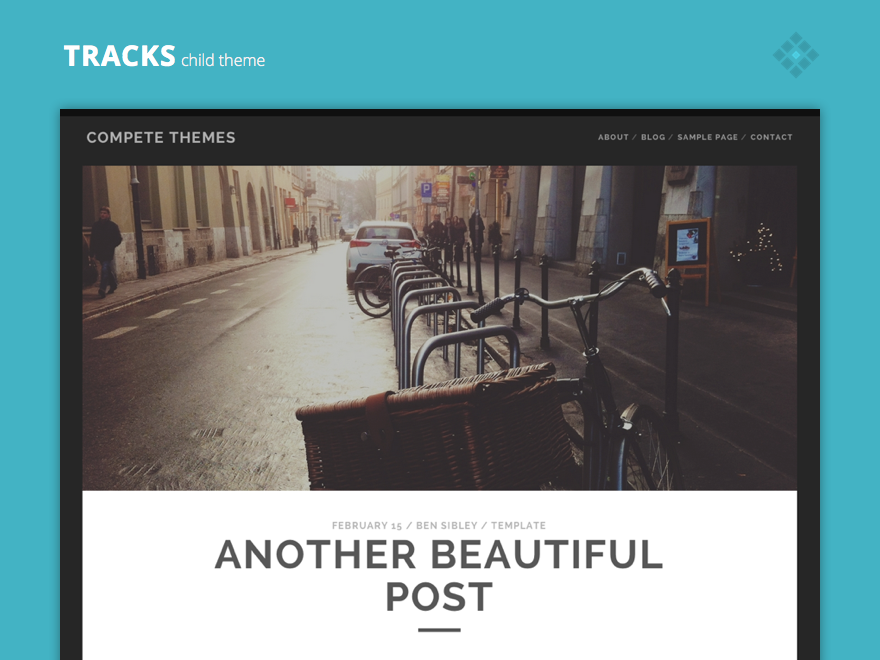 TRACKS child theme
COMPETE THEMES
ABOUT / BLOG / SAMPLE PAGE / CONTACT
P
FEBRUARY 15 / BEN SIBLEY / TEMPLATE
ANOTHER BEAUTIFUL
POST